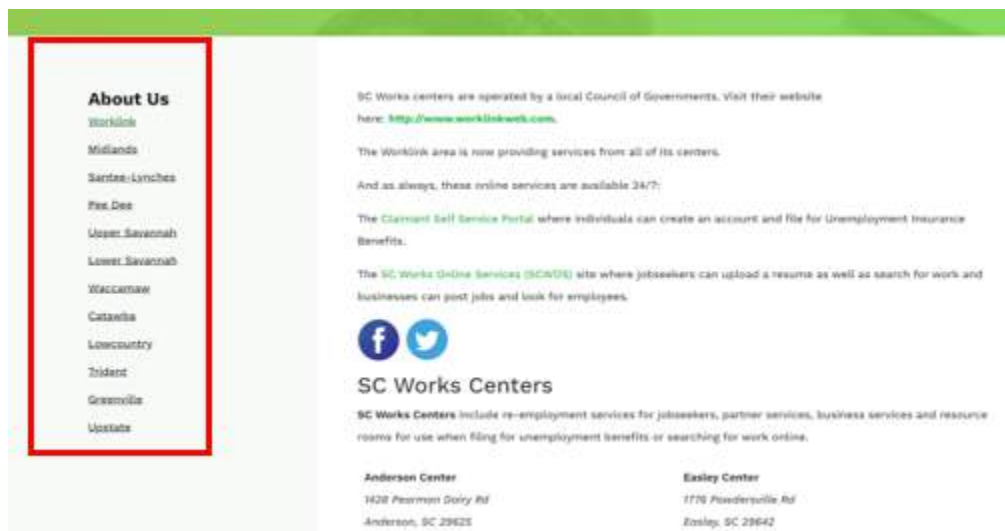 About Us
Worklink
Midlands
Santee-Lynches
Pee Dee
Upper Savannah
Lower Savannah
Waccamaw
Catawba
Lowcountry
Trident
Greenville
Upstate
SC Works centers are operated by a local Council of Governments. Visit their website
here: http://www.worklinkweb.com.
The Worklink area is now providing services from all of its centers.
And as always, these online services are available 24/7:
The Claimant Self Service Portal where individuals can create an account and file for Unemployment Insurance
Benefits.
The SC Works Online Services (SCWOS) site where jobseekers can upload a resume as well as search for work and
businesses can post jobs and look for employees.
SC Works Centers
SC Works Centers include re-employment services for jobseekers, partner services, business services and resource
rooms for use when filing for unemployment benefits or searching for work online.
Anderson Center
1428 Pearman Dairy Rd
Anderson, SC 29625
Easley Center
1776 Powdersville Rd
Easley, SC 29642